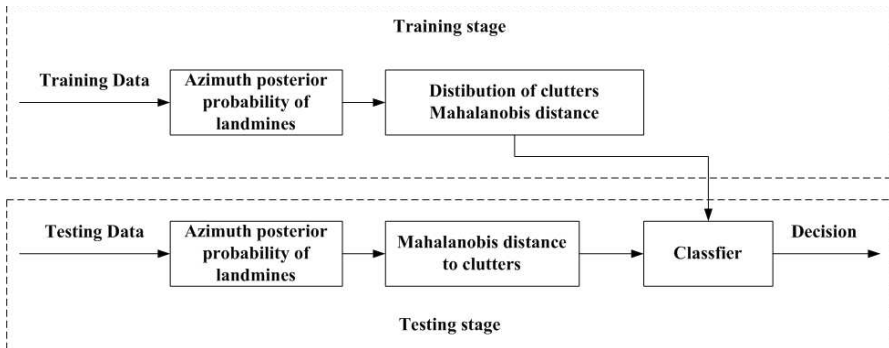 Training stage
Training Data
Azimuth posterior
probability of
landmines
Distibution of clutters
Mahalanobis distance
Testing Data
Azimuth posterior
probability of
landmines
Mahalanobis distance
to clutters
Classfier
Decision
Testing stage